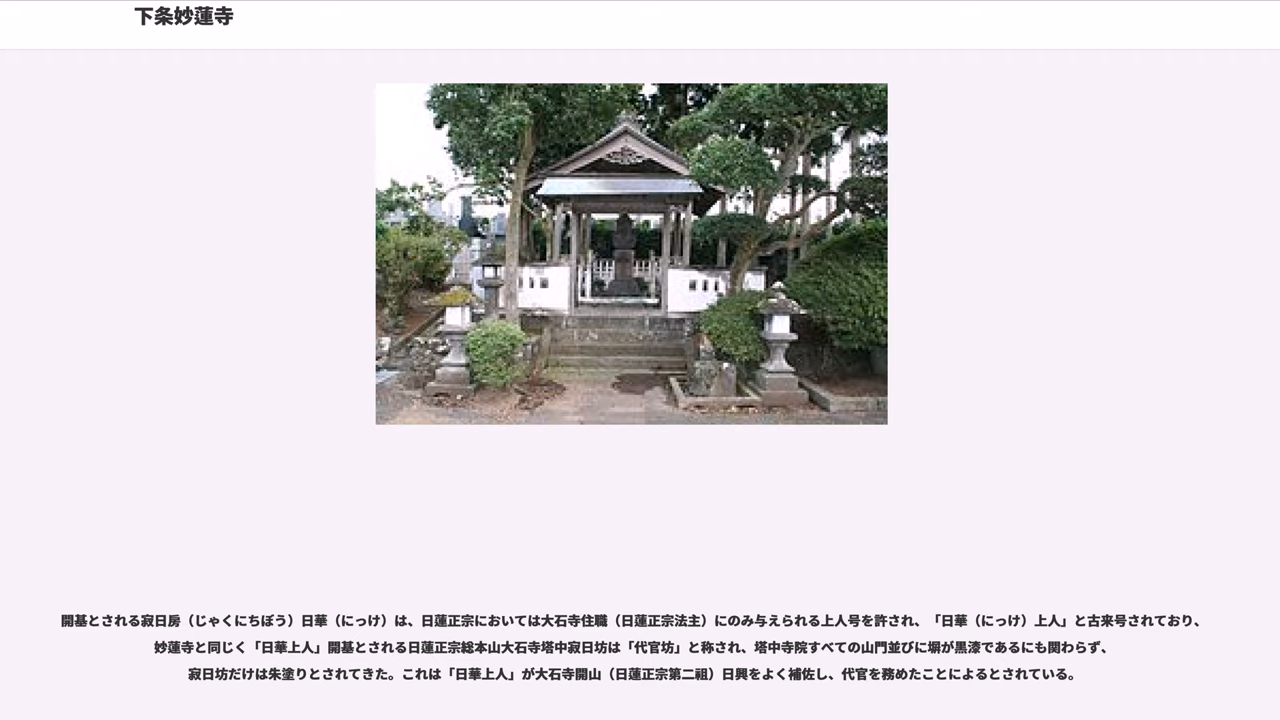 下条妙蓮寺
開基とされる寂日房（じゃくにちぼう）日華（にっけ）は、日蓮正宗においては大石寺住職（日蓮正宗法主）にのみ与えられる上人号を許され、「日華（にっけ）上人」と古来号されており、
妙蓮寺と同じく「日華上人」開基とされる日蓮正宗総本山大石寺塔中寂日坊は「代官坊」と称され、塔中寺院すべての山門並びに塀が黒漆であるにも関わらず、
寂日坊だけは朱塗りとされてきた。これは「日華上人」が大石寺開山（日蓮正宗第二祖）日興をよく補佐し、代官を務めたことによるとされている。